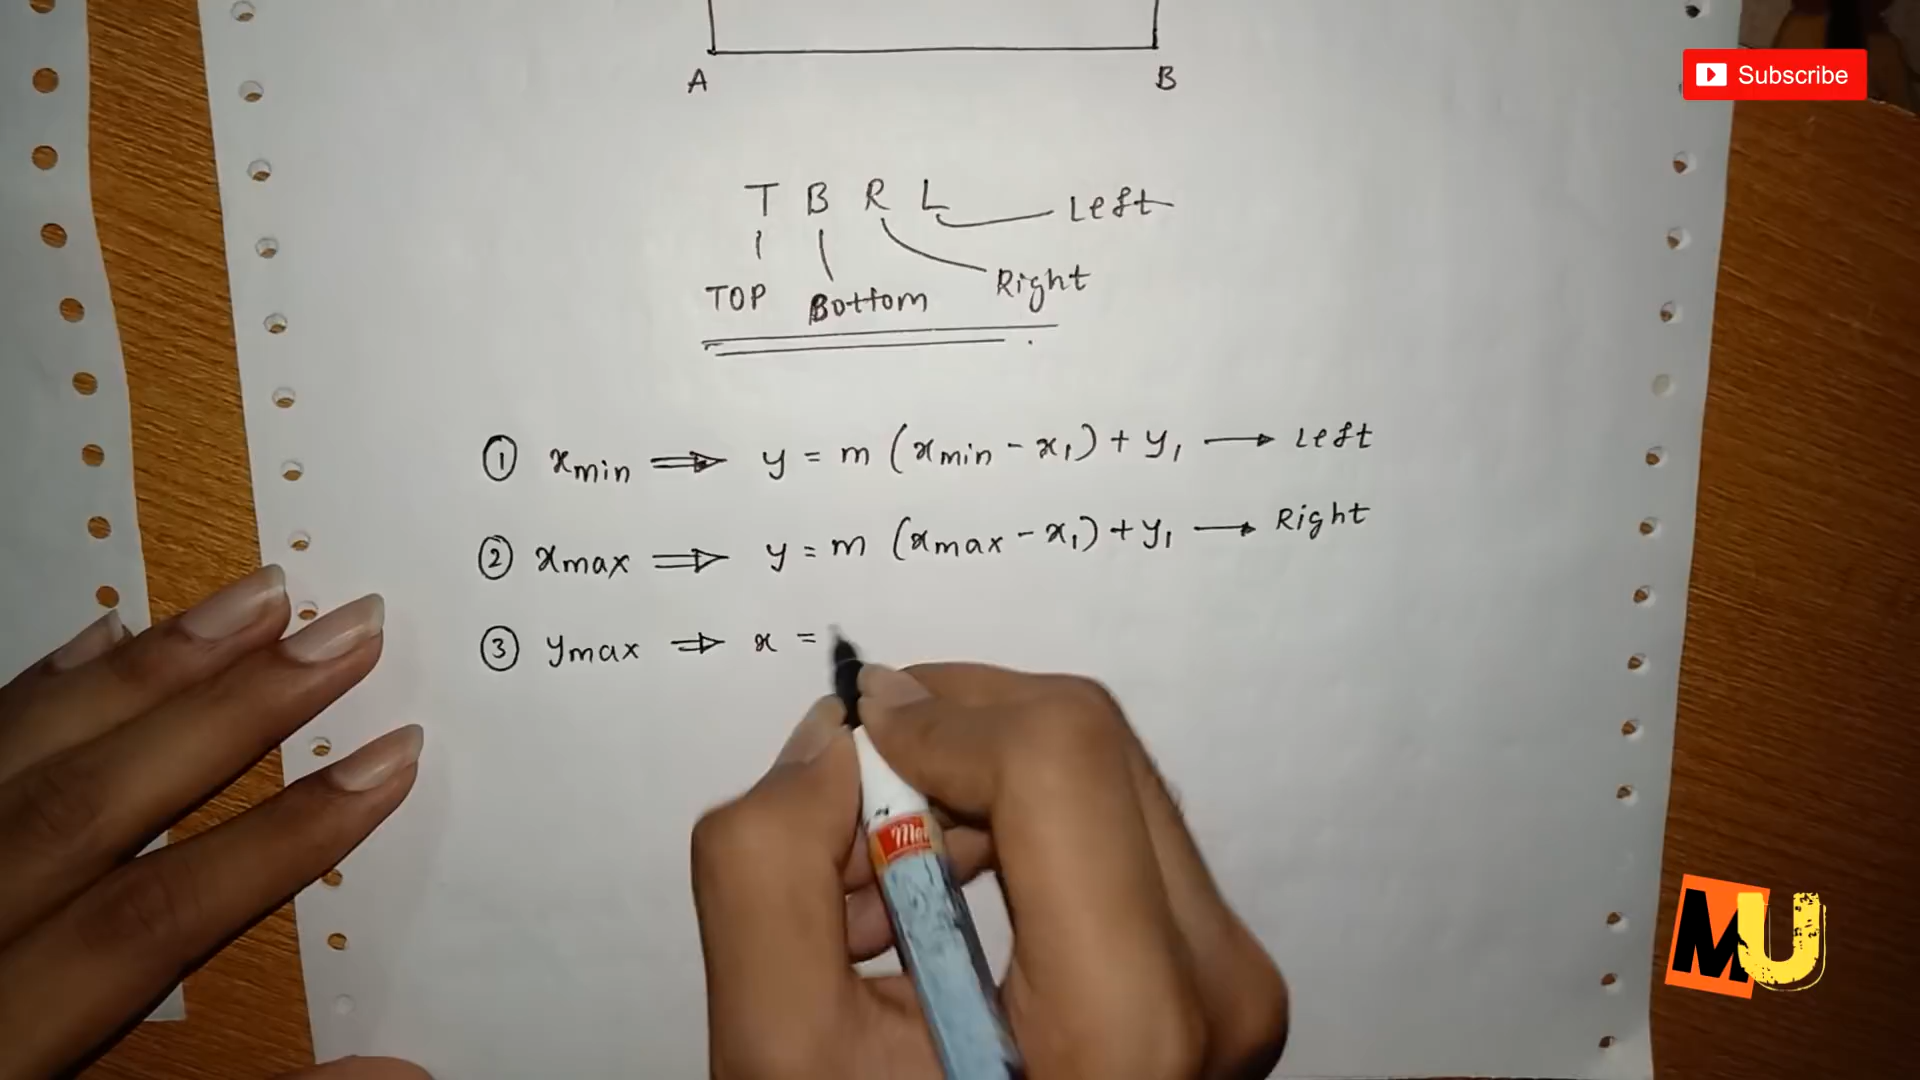 Subscribe
A B
T B R L Left
TOP Bottom Right
① xmin ⇒ y = m (xmin - x1) + y1 → Left
② xmax ⇒ y = m (xmax - x1) + y1 → Right
③ ymax ⇒ x =
MU